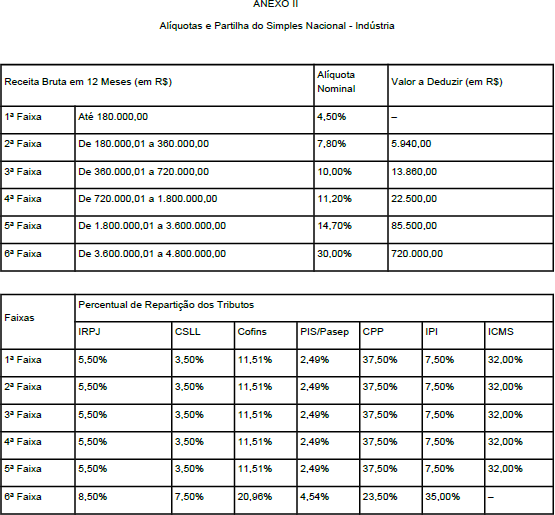 ANEXO II
Alíquotas e Partilha do Simples Nacional - Indústria
Receita Bruta em 12 Meses (em R$) Alíquota Nominal Valor a Deduzir (em R$)
1ª Faixa Até 180.000,00 4,50% –
2ª Faixa De 180.000,01 a 360.000,00 7,80% 5.940,00
3ª Faixa De 360.000,01 a 720.000,00 10,00% 13.860,00
4ª Faixa De 720.000,01 a 1.800.000,00 11,20% 22.500,00
5ª Faixa De 1.800.000,01 a 3.600.000,00 14,70% 85.500,00
6ª Faixa De 3.600.000,01 a 4.800.000,00 30,00% 720.000,00
Faixas Percentual de Repartição dos Tributos
IRPJ CSLL Cofins PIS/Pasep CPP IPI ICMS
1ª Faixa 5,50% 3,50% 11,51% 2,49% 37,50% 7,50% 32,00%
2ª Faixa 5,50% 3,50% 11,51% 2,49% 37,50% 7,50% 32,00%
3ª Faixa 5,50% 3,50% 11,51% 2,49% 37,50% 7,50% 32,00%
4ª Faixa 5,50% 3,50% 11,51% 2,49% 37,50% 7,50% 32,00%
5ª Faixa 5,50% 3,50% 11,51% 2,49% 37,50% 7,50% 32,00%
6ª Faixa 8,50% 7,50% 20,96% 4,54% 23,50% 35,00% –